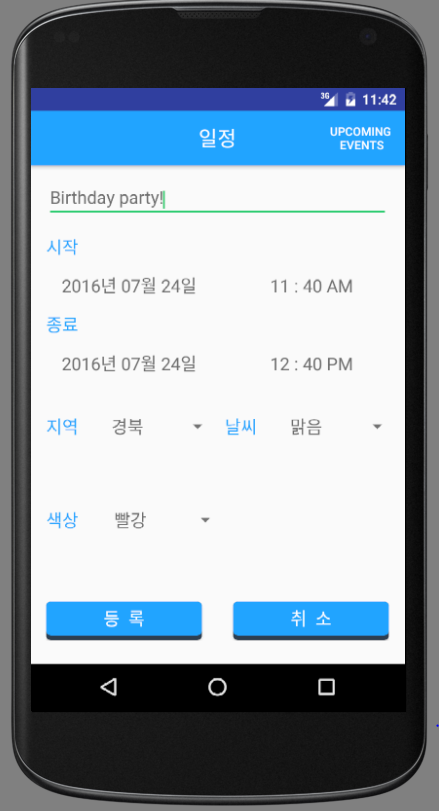 3G 11:42
일정
UPCOMING
EVENTS
Birthday party!
시작
2016년 07월 24일 11 : 40 AM
종료
2016년 07월 24일 12 : 40 PM
지역 경북 날씨 맑음
색상 빨강
등 록 취 소